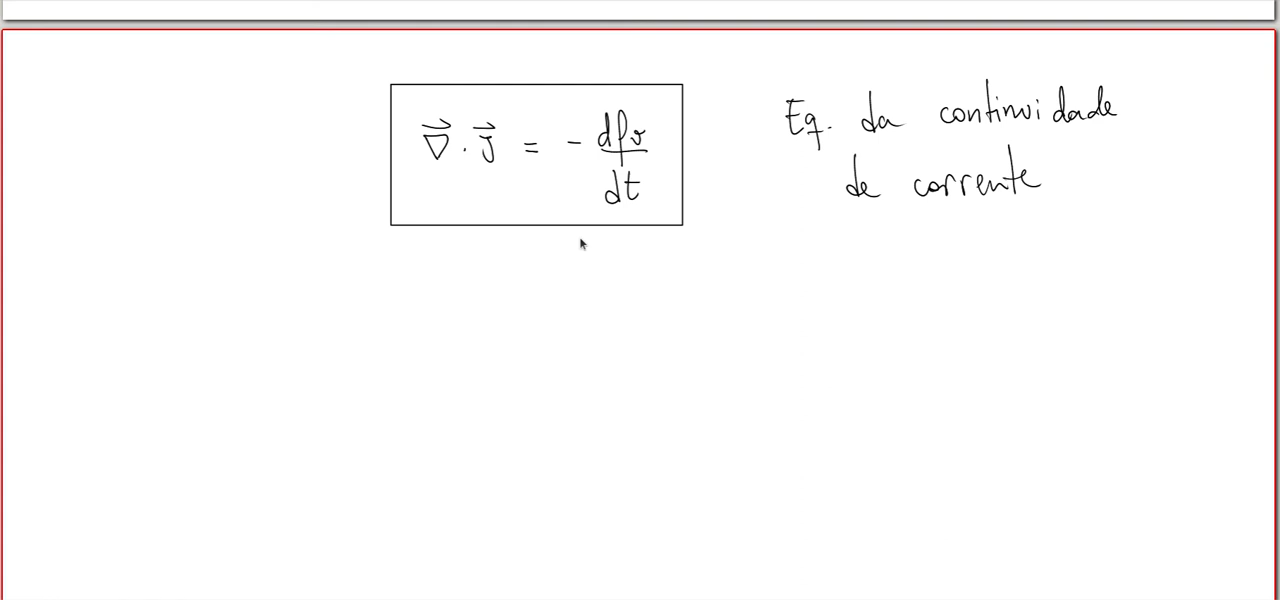 ∇⃗ · J⃗ = - dρv/dt
Eq. da continuidade
de corrente